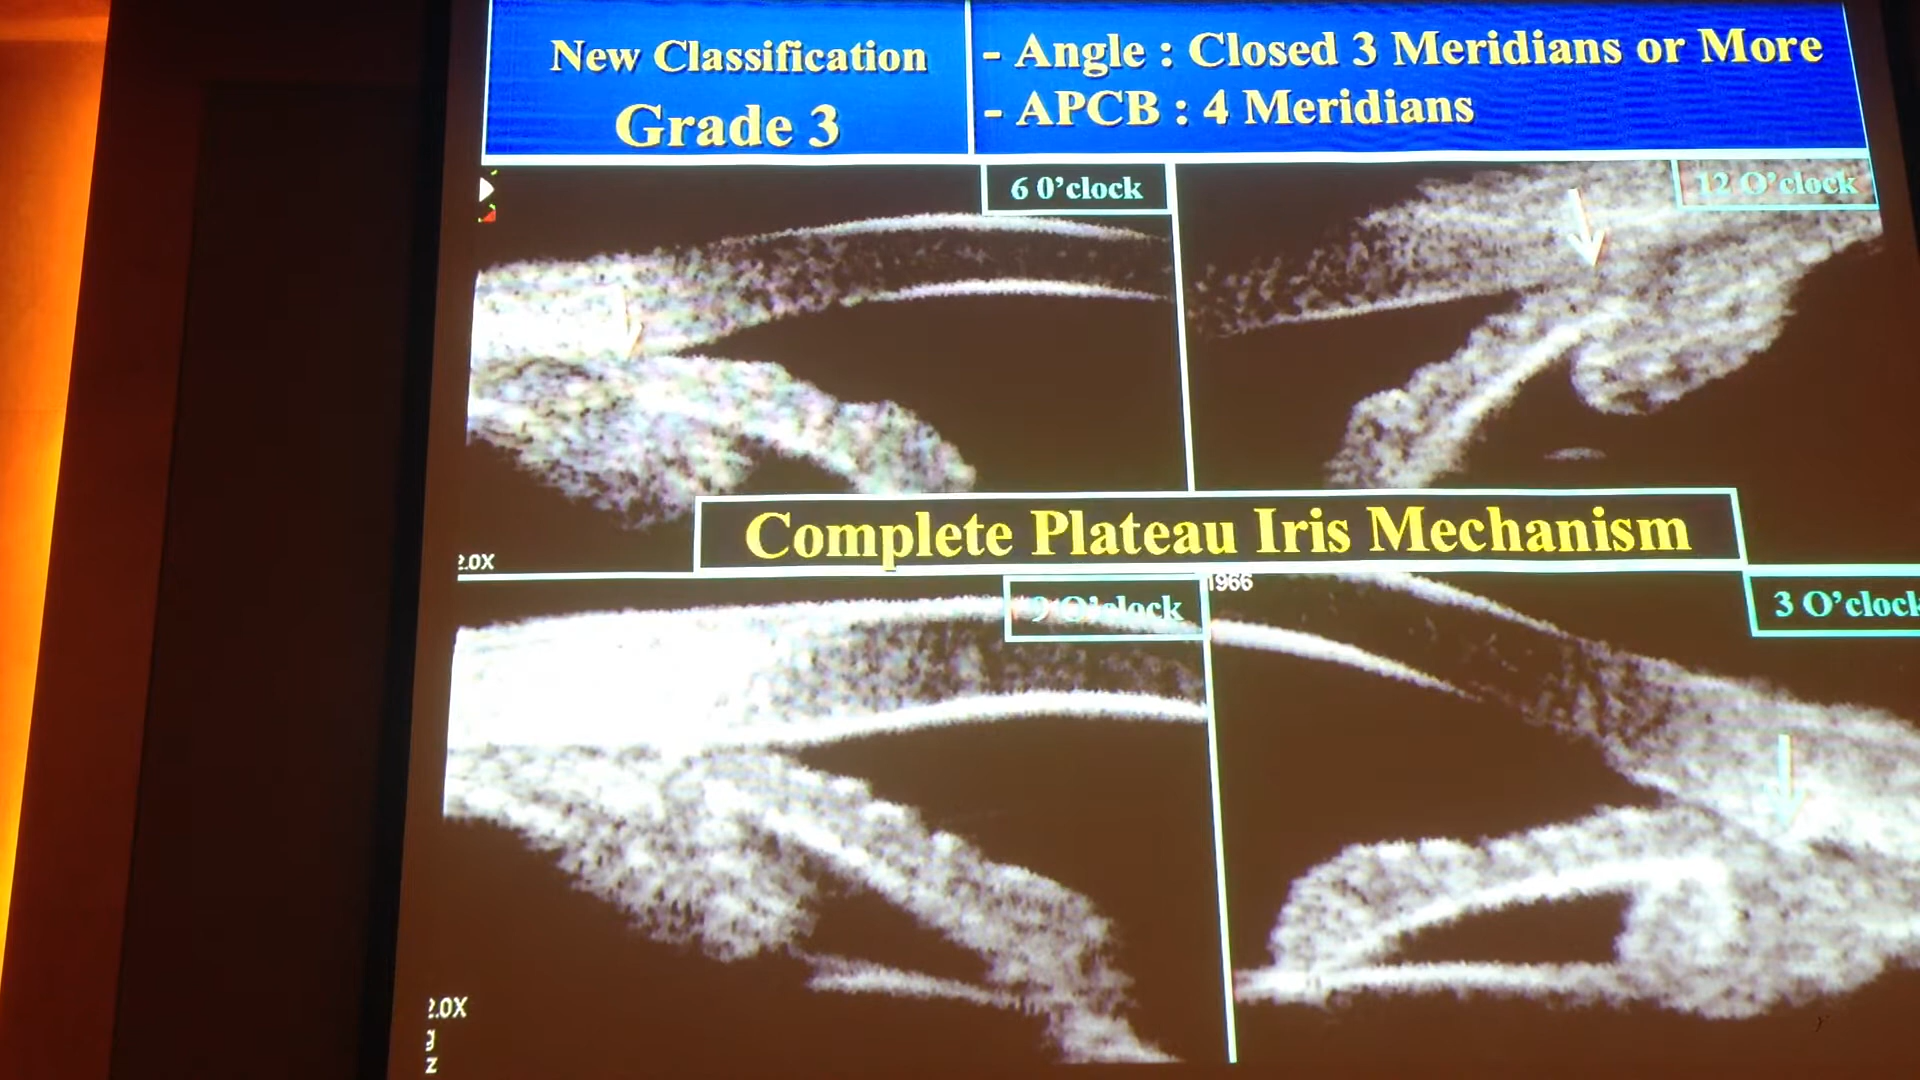 New Classification
Grade 3
- Angle : Closed 3 Meridians or More
- APCB : 4 Meridians
6 0’clock
12 O’clock
2.0X
Complete Plateau Iris Mechanism
1966
9 O’clock
3 O’clock
2.0X
z